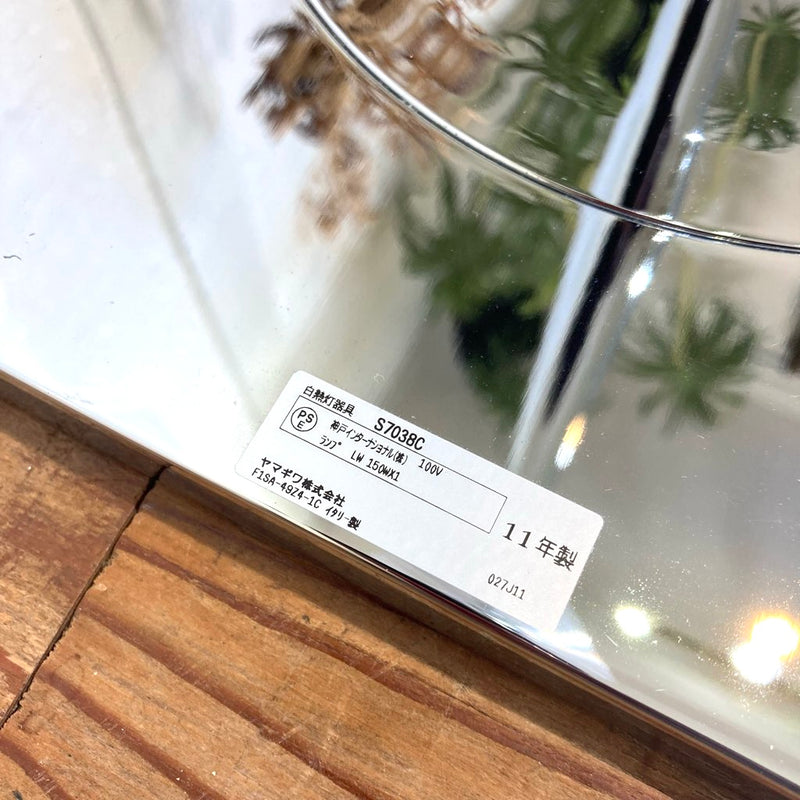 白熱灯器具 S7038C
PS
E
神戸インターナショナル(株) 100V
ランプ LW 150WX1
ヤマギワ株式会社
F1SA-49Z4-1C イタリー製
11年製
027J11